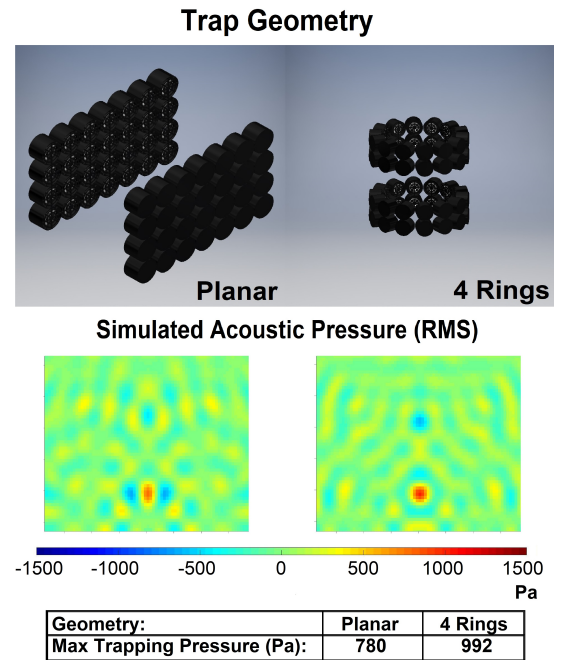 Trap Geometry
Planar
4 Rings
Simulated Acoustic Pressure (RMS)
-1500 -1000 -500 0 500 1000 1500
Pa
Geometry: Planar 4 Rings
Max Trapping Pressure (Pa): 780 992